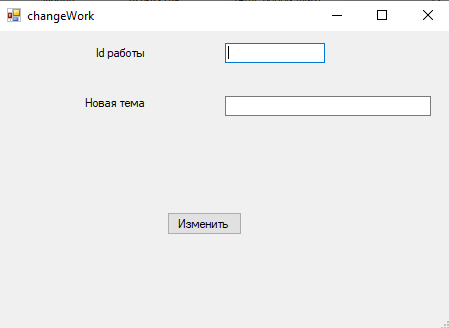 changeWork
Id работы
Новая тема
Изменить